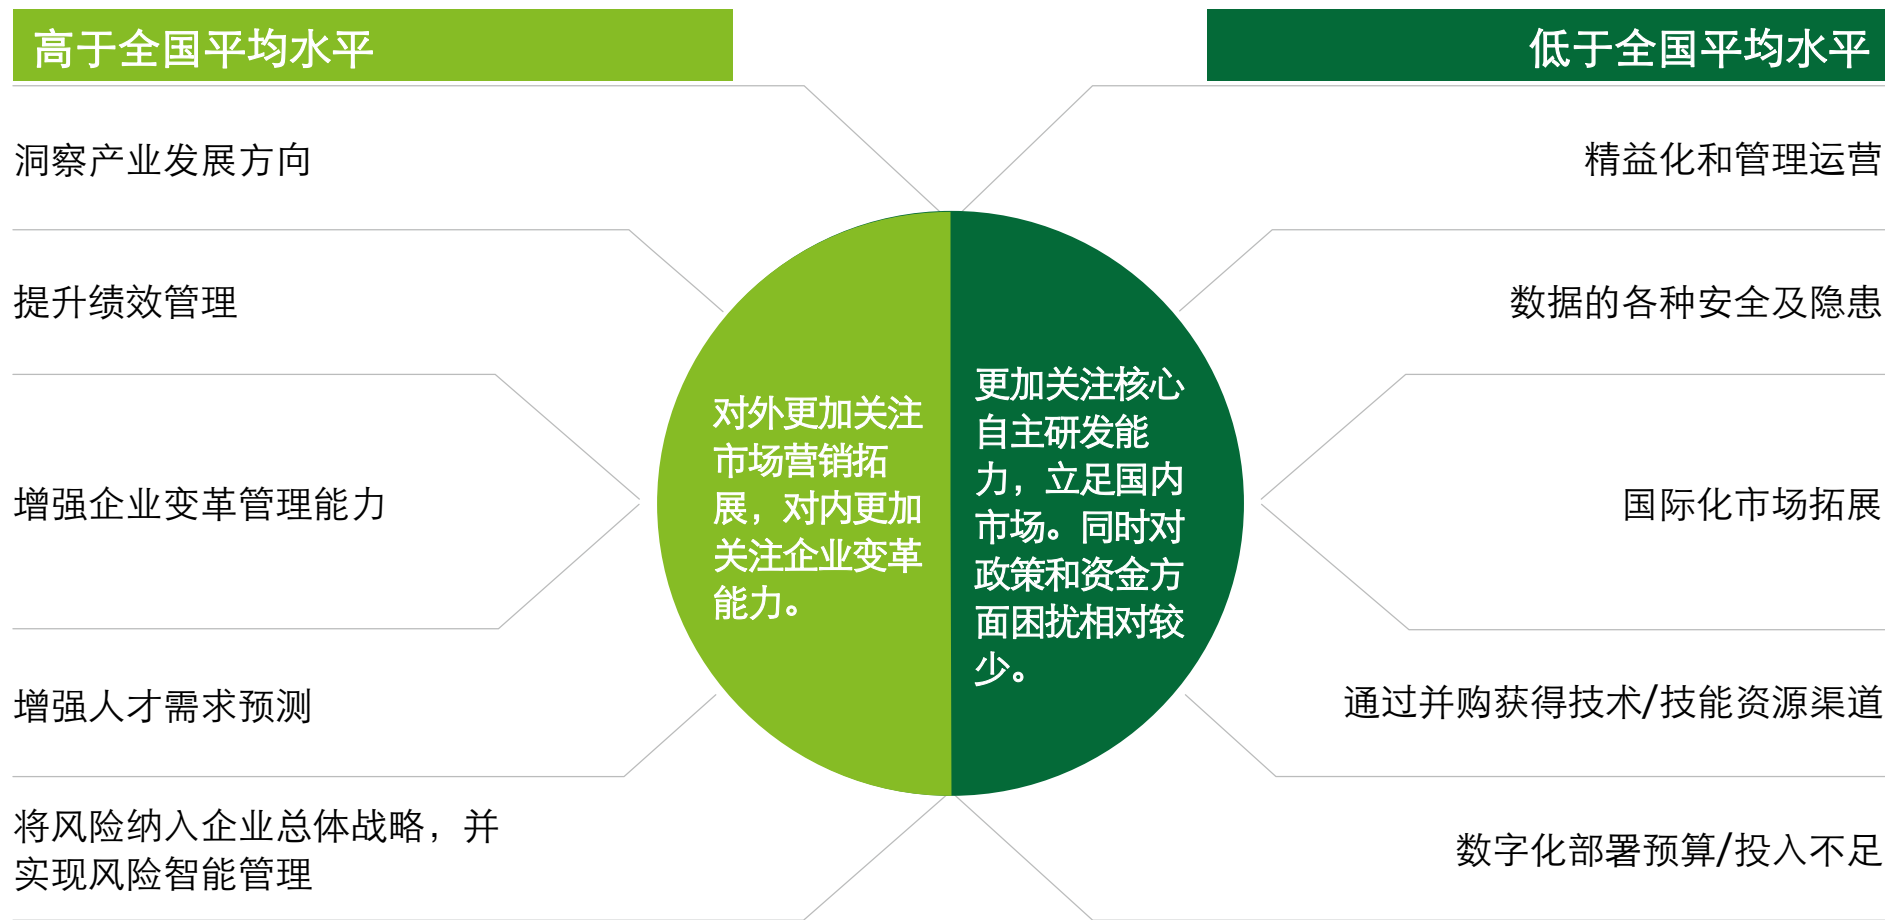 高于全国平均水平
洞察产业发展方向
提升绩效管理
增强企业变革管理能力
增强人才需求预测
将风险纳入企业总体战略，并
实现风险智能管理
对外更加关注
市场营销拓
展，对内更加
关注企业变革
能力。
更加关注核心
自主研发能
力，立足国内
市场。同时对
政策和资金方
面困扰相对较
少。
低于全国平均水平
精益化和管理运营
数据的各种安全及隐患
国际化市场拓展
通过并购获得技术/技能资源渠道
数字化部署预算/投入不足